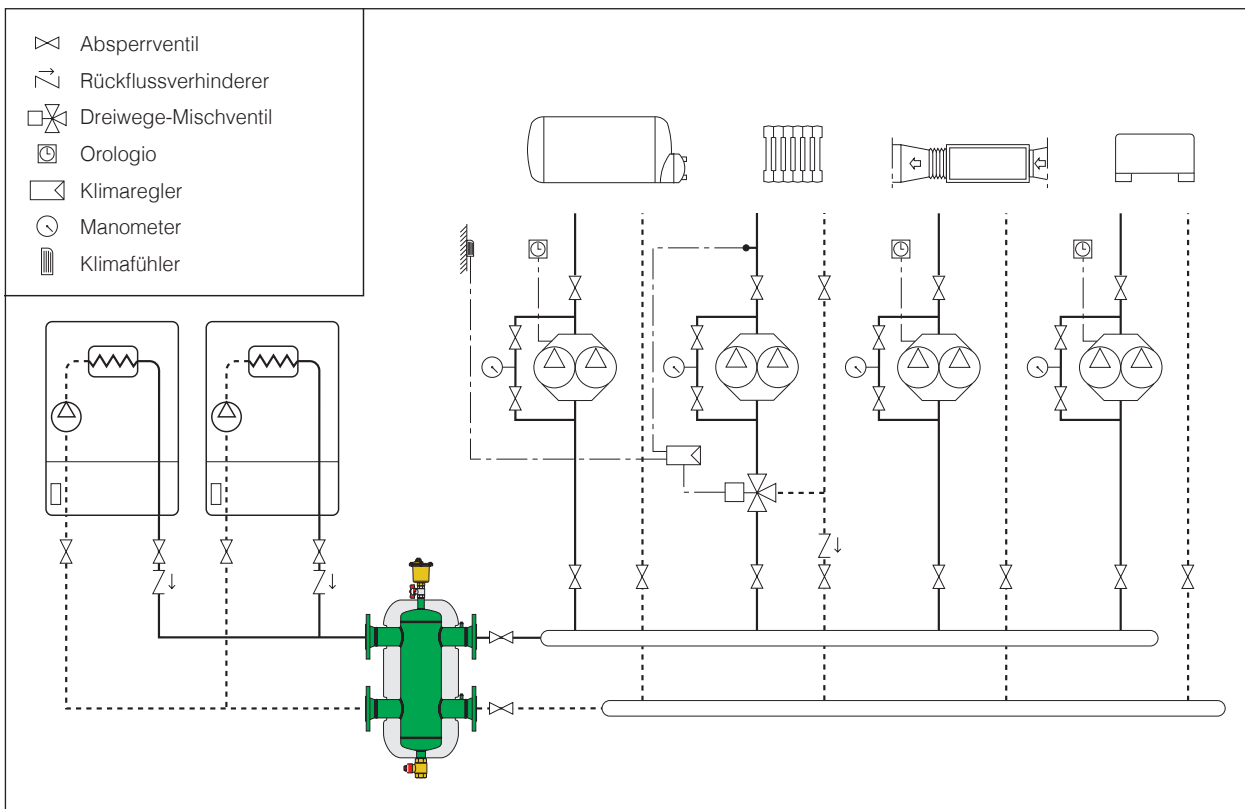 Absperrventil
Rückflussverhinderer
Dreiwege-Mischventil
Orologio
Klimaregler
Manometer
Klimafühler